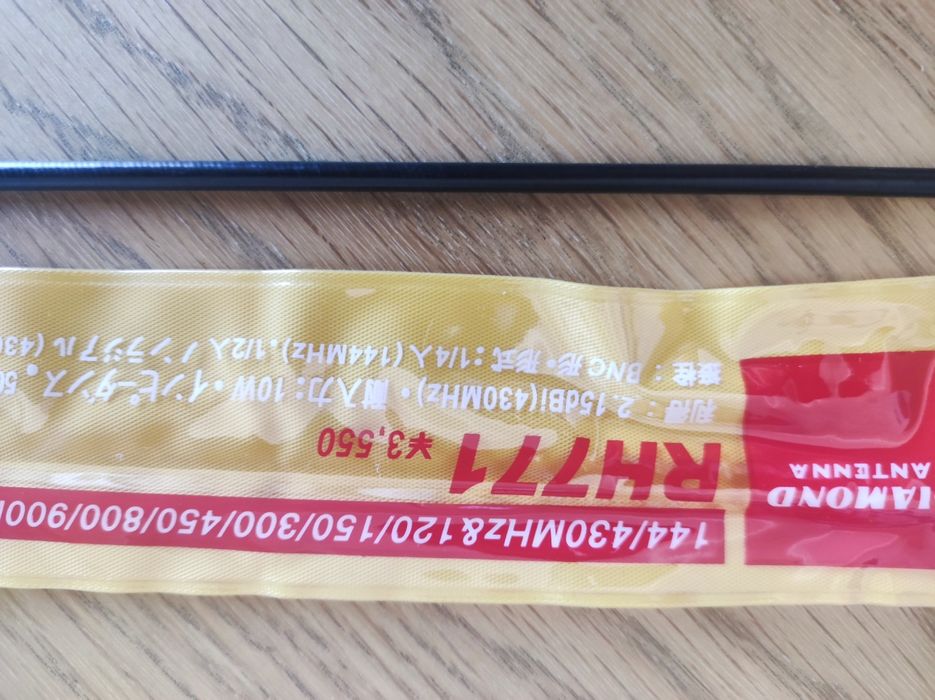 DIAMOND
ANTENNA
144/430MHz&120/150/300/450/800/900
RH771 ¥3,550
利得：2.15dBi(430MHz)・耐入力：10W・インピーダンス。50
接栓：BNC形・形式：1/4λ(144MHz)、1/2λノンラジアル(430